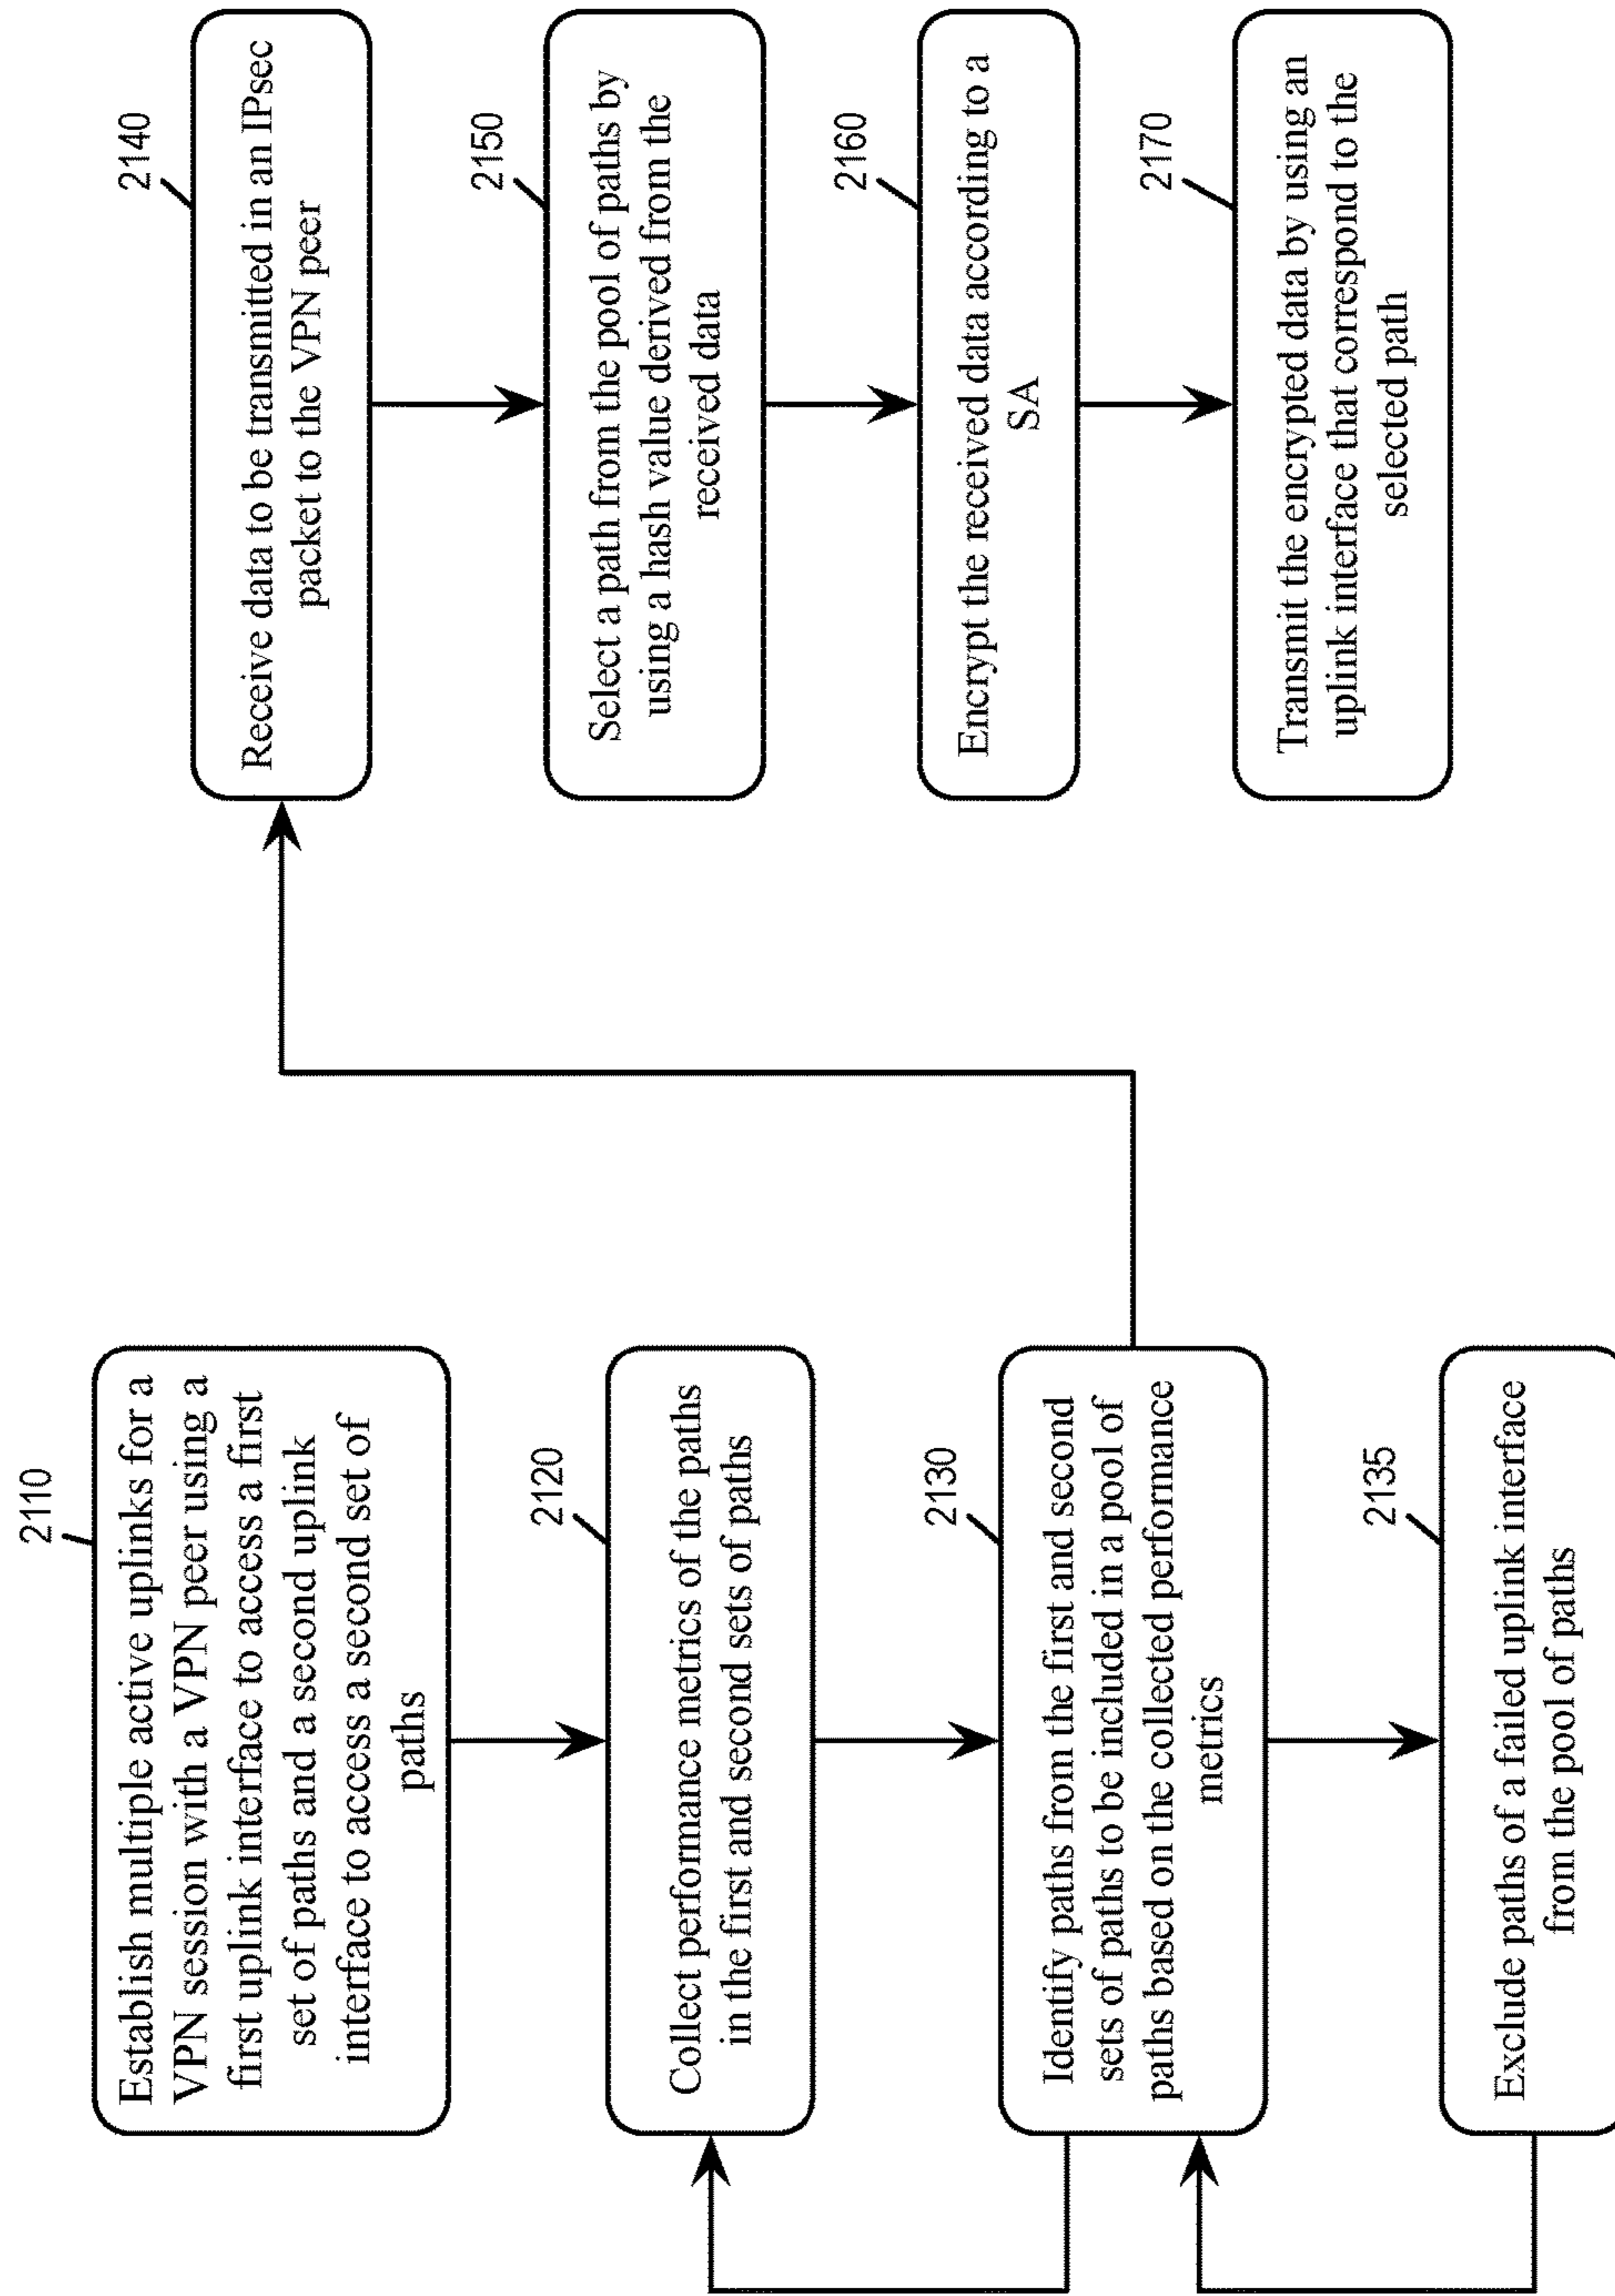 2110
Establish multiple active uplinks for a
VPN session with a VPN peer using a
first uplink interface to access a first
set of paths and a second uplink
interface to access a second set of
paths
2120
Collect performance metrics of the paths
in the first and second sets of paths
2130
Identify paths from the first and second
sets of paths to be included in a pool of
paths based on the collected performance
metrics
2135
Exclude paths of a failed uplink interface
from the pool of paths
2140
Receive data to be transmitted in an IPsec
packet to the VPN peer
2150
Select a path from the pool of paths by
using a hash value derived from the
received data
2160
Encrypt the received data according to a
SA
2170
Transmit the encrypted data by using an
uplink interface that correspond to the
selected path